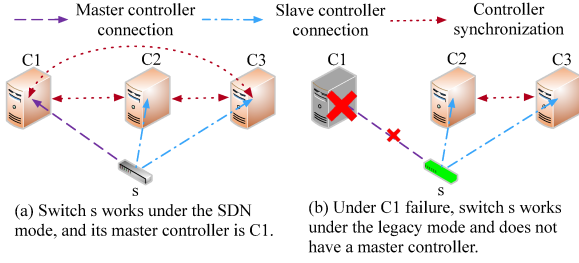 Master controller connection
Slave controller connection
Controller synchronization
C1
C2
C3
C1
C2
C3
s
s
(a) Switch s works under the SDN
mode, and its master controller is C1.
(b) Under C1 failure, switch s works
under the legacy mode and does not
have a master controller.